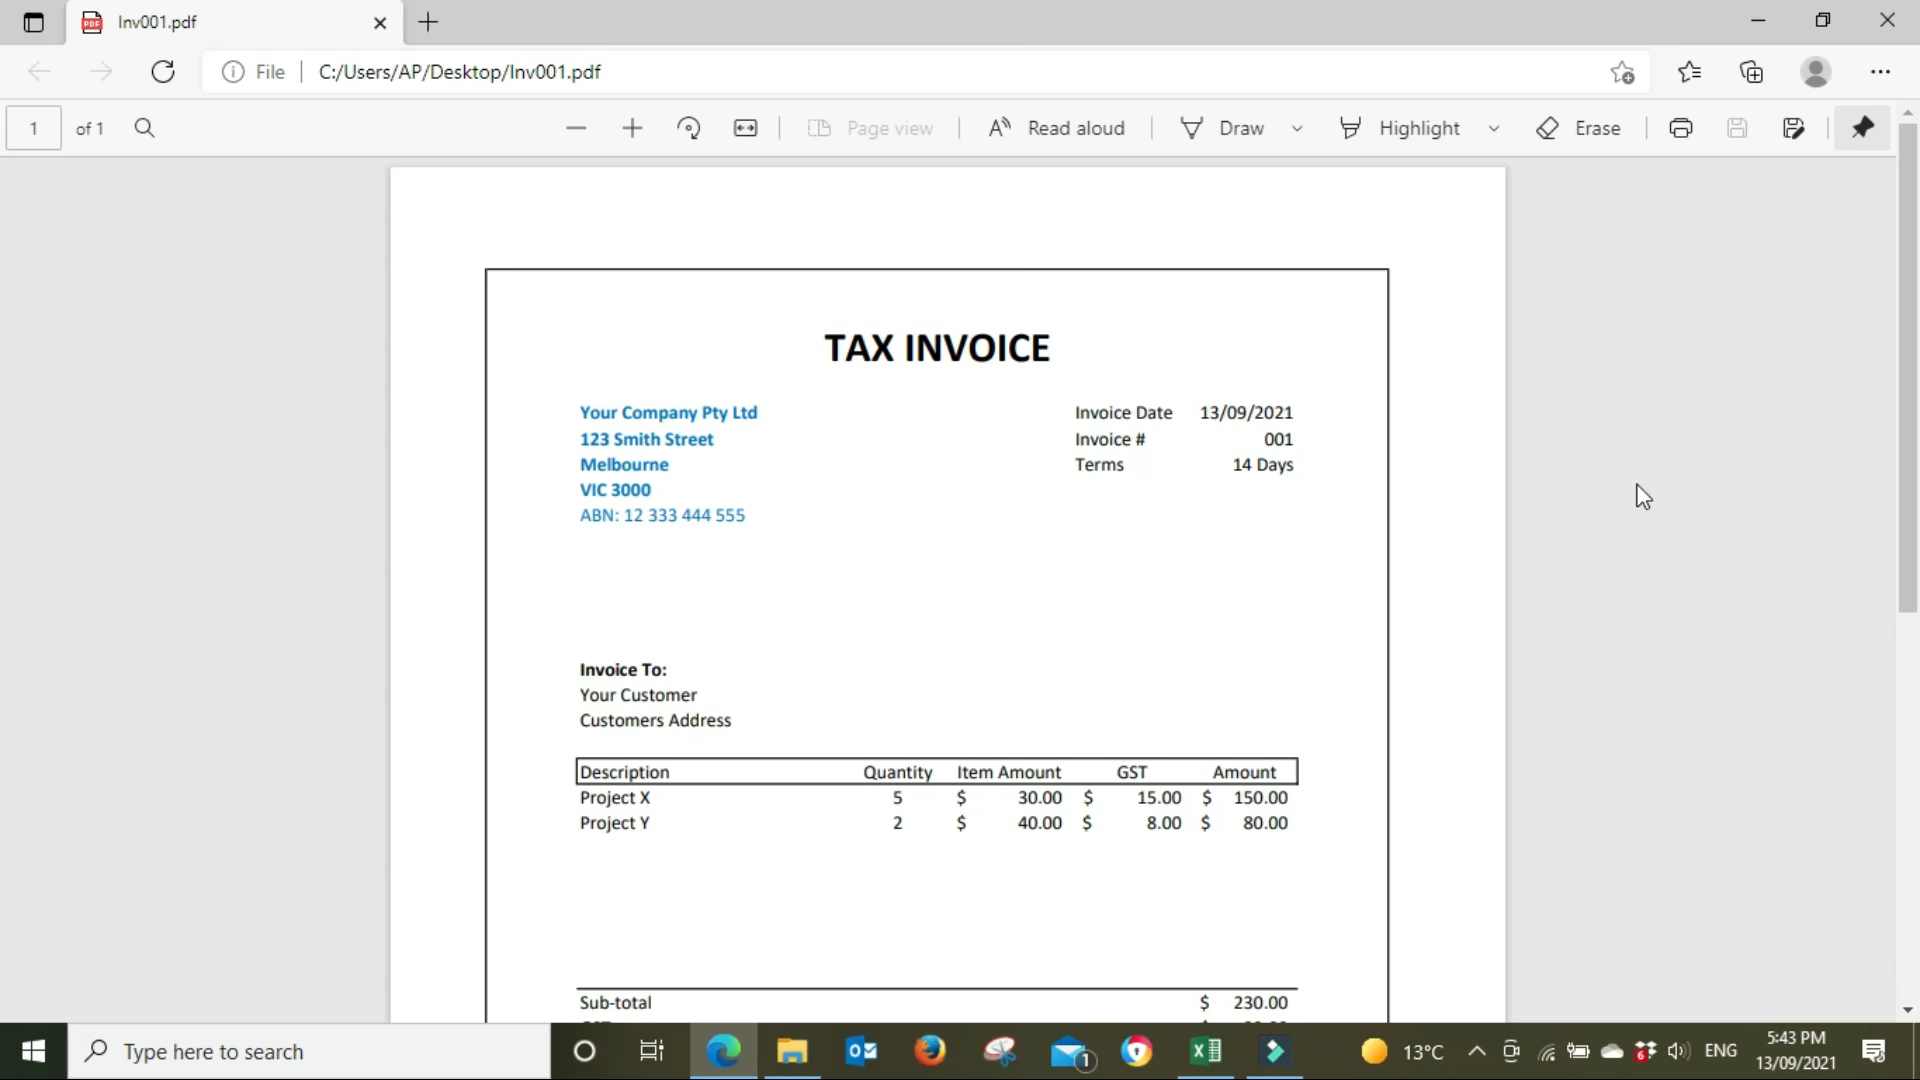 Inv001.pdf
File C:/Users/AP/Desktop/Inv001.pdf
1 of 1 Page view Read aloud Draw Highlight Erase
TAX INVOICE
Your Company Pty Ltd Invoice Date 13/09/2021
123 Smith Street Invoice # 001
Melbourne Terms 14 Days
VIC 3000
ABN: 12 333 444 555
Invoice To:
Your Customer
Customers Address
Description Quantity Item Amount GST Amount
Project X 5 $ 30.00 $ 15.00 $ 150.00
Project Y 2 $ 40.00 $ 8.00 $ 80.00
Sub-total $ 230.00
Type here to search 1 13°C 6 ENG 5:43 PM
13/09/2021